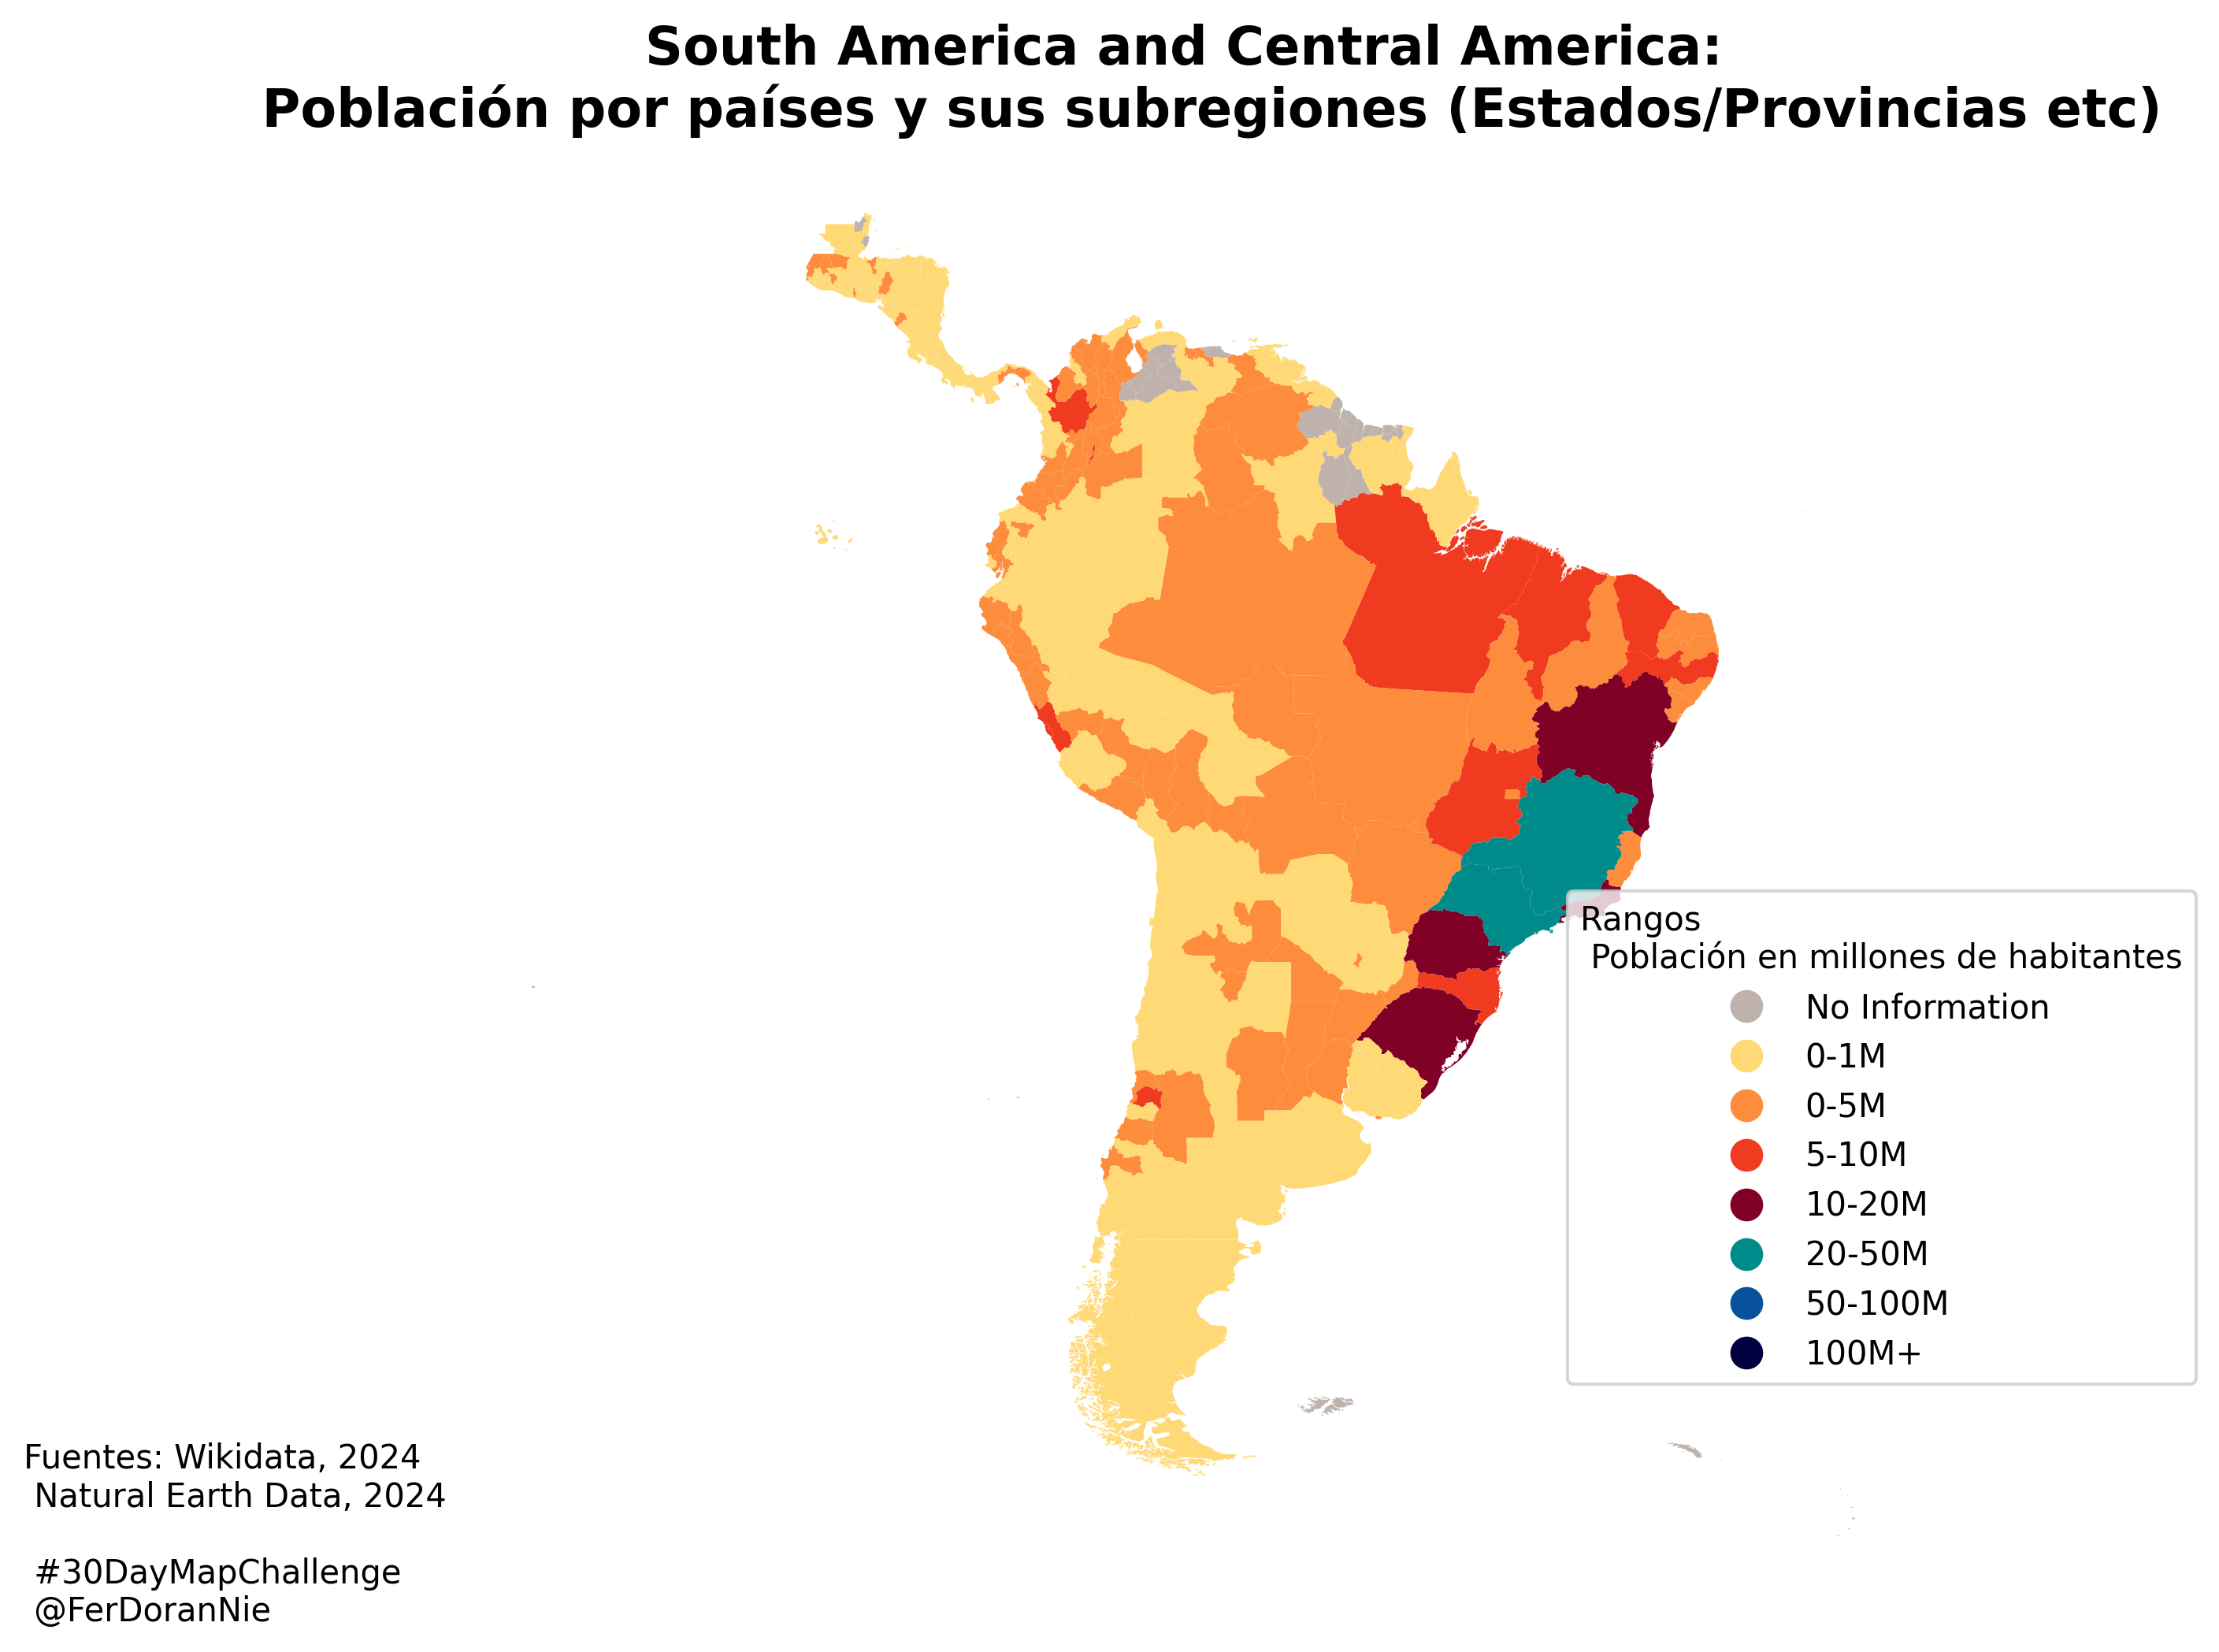 South America and Central America:
Población por países y sus subregiones (Estados/Provincias etc)
Rangos
Población en millones de habitantes
No Information
0-1M
0-5M
5-10M
10-20M
20-50M
50-100M
100M+
Fuentes: Wikidata, 2024
Natural Earth Data, 2024
#30DayMapChallenge
@FerDoranNie